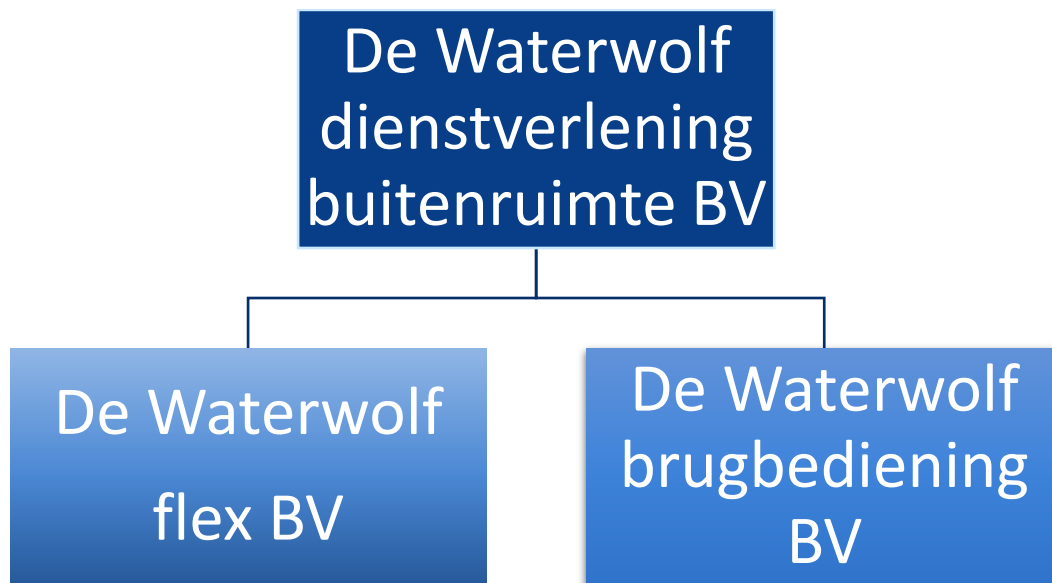 De Waterwolf
dienstverlening
buitenruimte BV
De Waterwolf
flex BV
De Waterwolf
brugbediening
BV